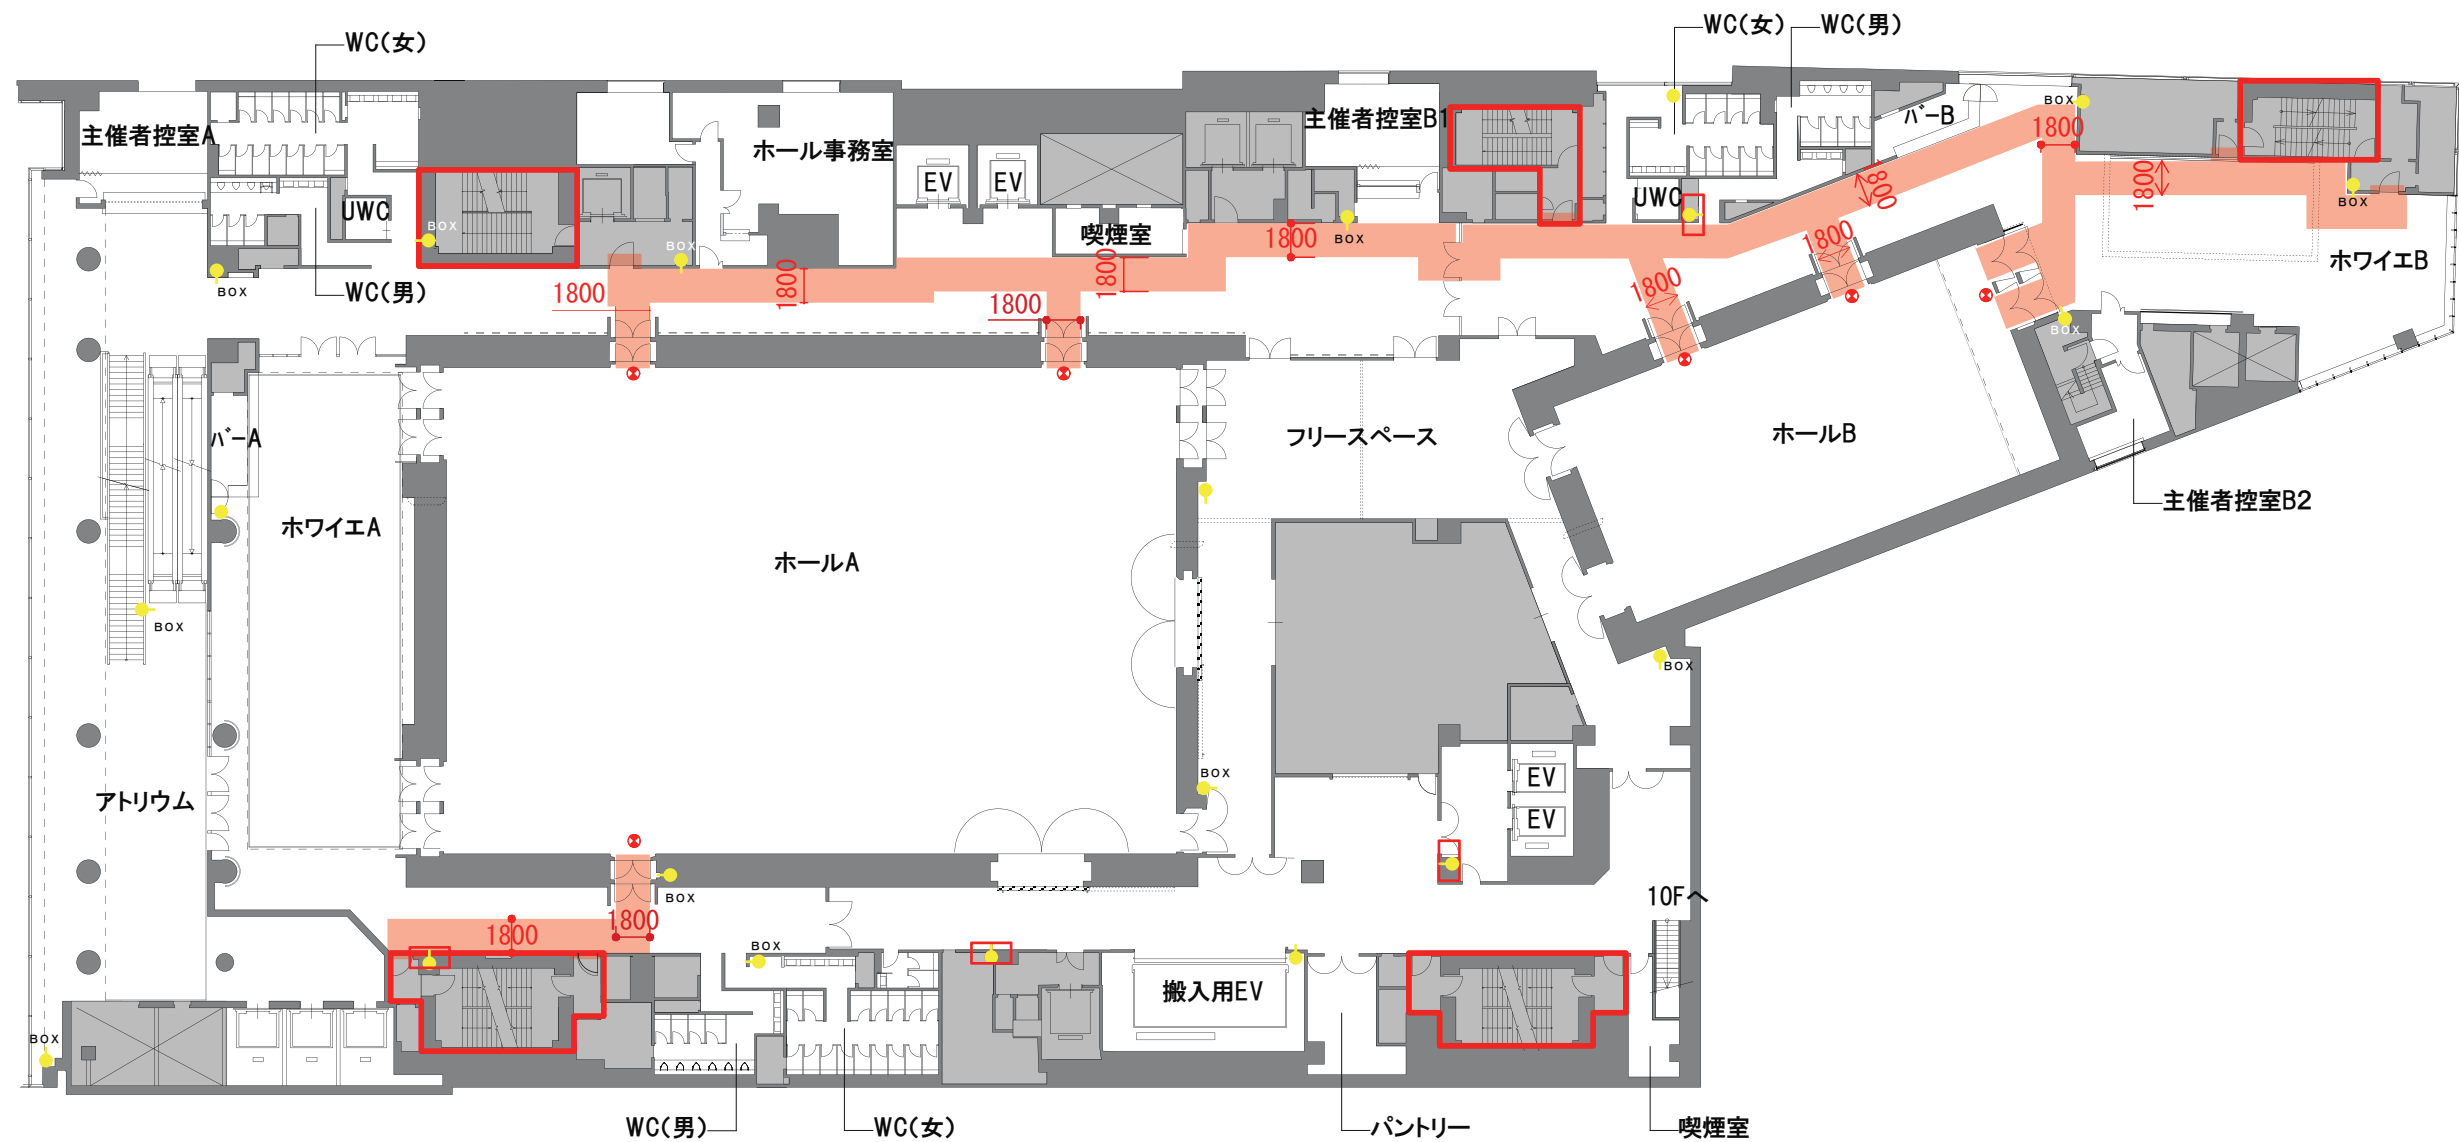 WC(女)
WC(女)
WC(男)
主催者控室A
ホール事務室
EV
EV
喫煙室
主催者控室B1
バーB
BOX
1800
UWC
BOX
BOX
BOX
BOX
WC(男)
1800
1800
1800
1800
1800
UWC
1800
1800
1800
1800
BOX
ホワイエB
BOX
バーA
ホワイエA
ホールA
フリースペース
ホールB
主催者控室B2
BOX
BOX
BOX
アトリウム
EV
EV
10Fへ
BOX
1800
1800
BOX
BOX
搬入用EV
WC(男)
WC(女)
パントリー
喫煙室